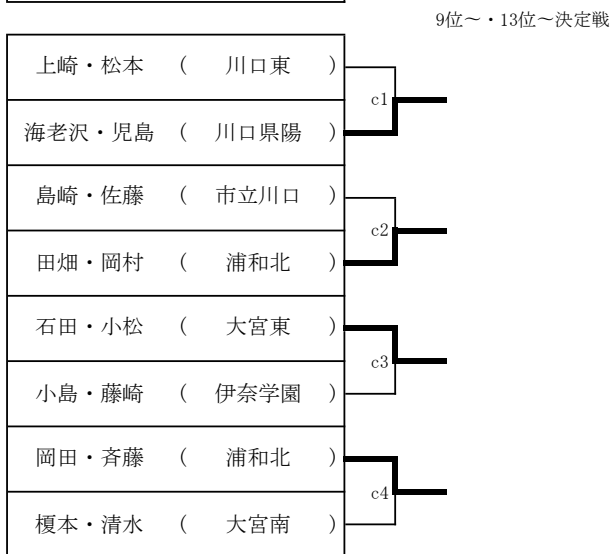 9位～・13位～決定戦
上崎・松本 ( 川口東 )
c1
海老沢・児島 ( 川口県陽 )
島崎・佐藤 ( 市立川口 )
c2
田畑・岡村 ( 浦和北 )
石田・小松 ( 大宮東 )
c3
小島・藤崎 ( 伊奈学園 )
岡田・斉藤 ( 浦和北 )
c4
榎本・清水 ( 大宮南 )